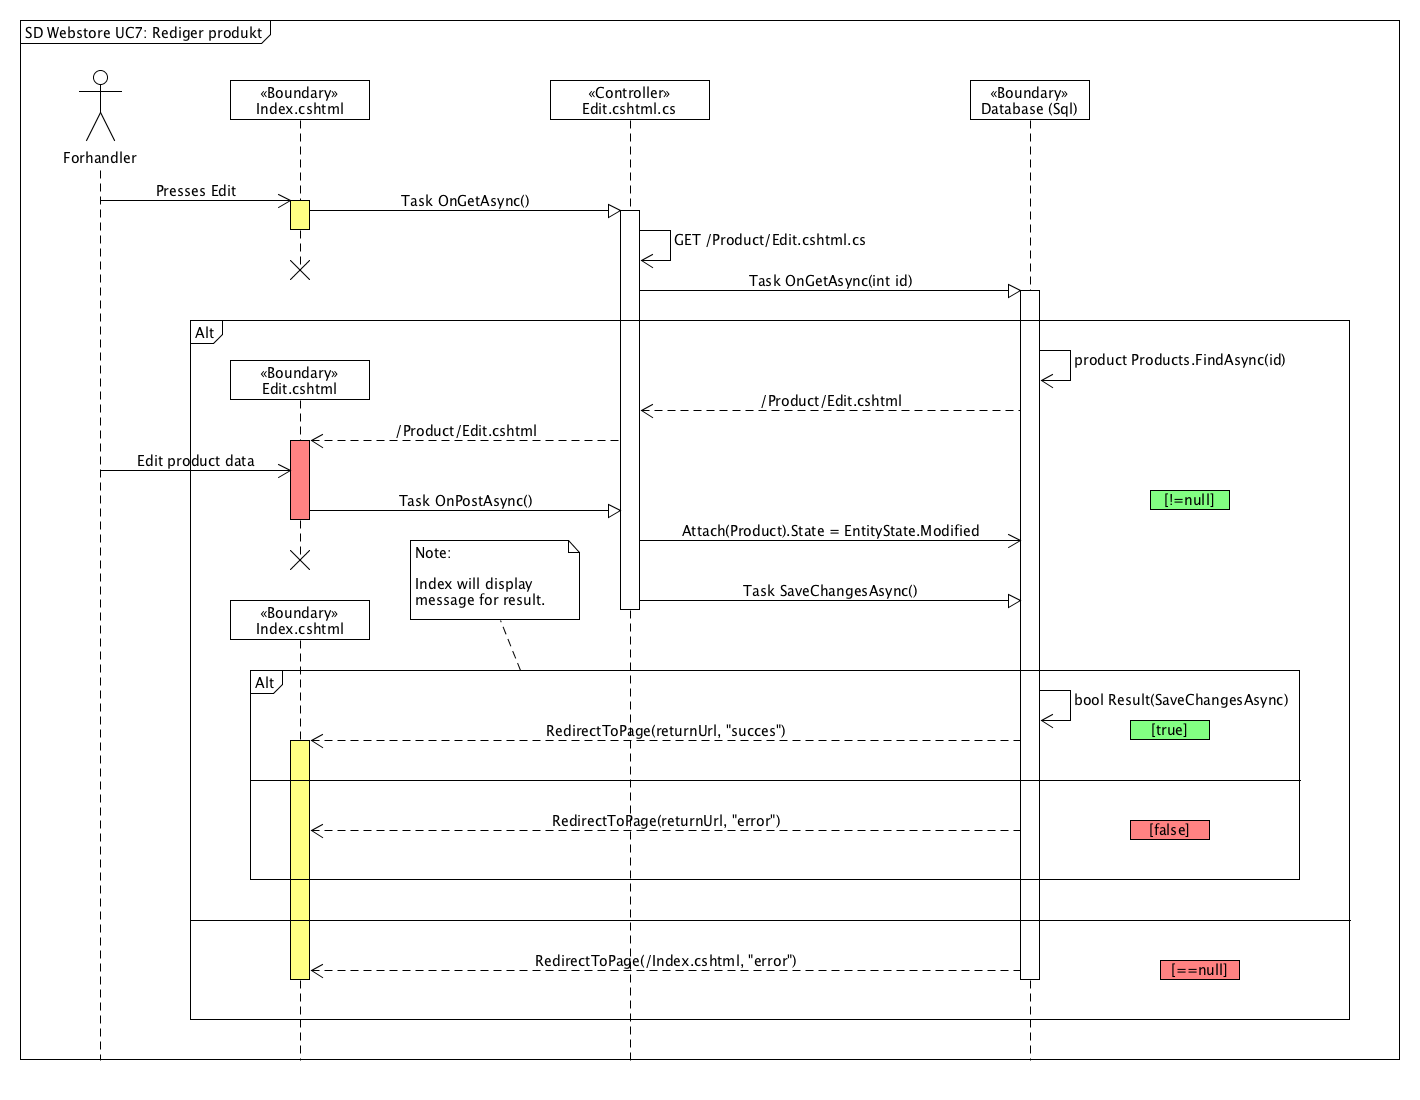 SD Webstore UC7: Rediger produkt
«Boundary»
Index.cshtml
«Controller»
Edit.cshtml.cs
«Boundary»
Database (Sql)
Forhandler
Presses Edit
Task OnGetAsync()
GET /Product/Edit.cshtml.cs
Task OnGetAsync(int id)
Alt
product Products.FindAsync(id)
«Boundary»
Edit.cshtml
/Product/Edit.cshtml
/Product/Edit.cshtml
Edit product data
Task OnPostAsync()
[!=null]
Attach(Product).State = EntityState.Modified
Note:
Index will display
message for result.
Task SaveChangesAsync()
«Boundary»
Index.cshtml
Alt
bool Result(SaveChangesAsync)
RedirectToPage(returnUrl, "succes")
[true]
RedirectToPage(returnUrl, "error")
[false]
RedirectToPage(/Index.cshtml, "error")
[==null]